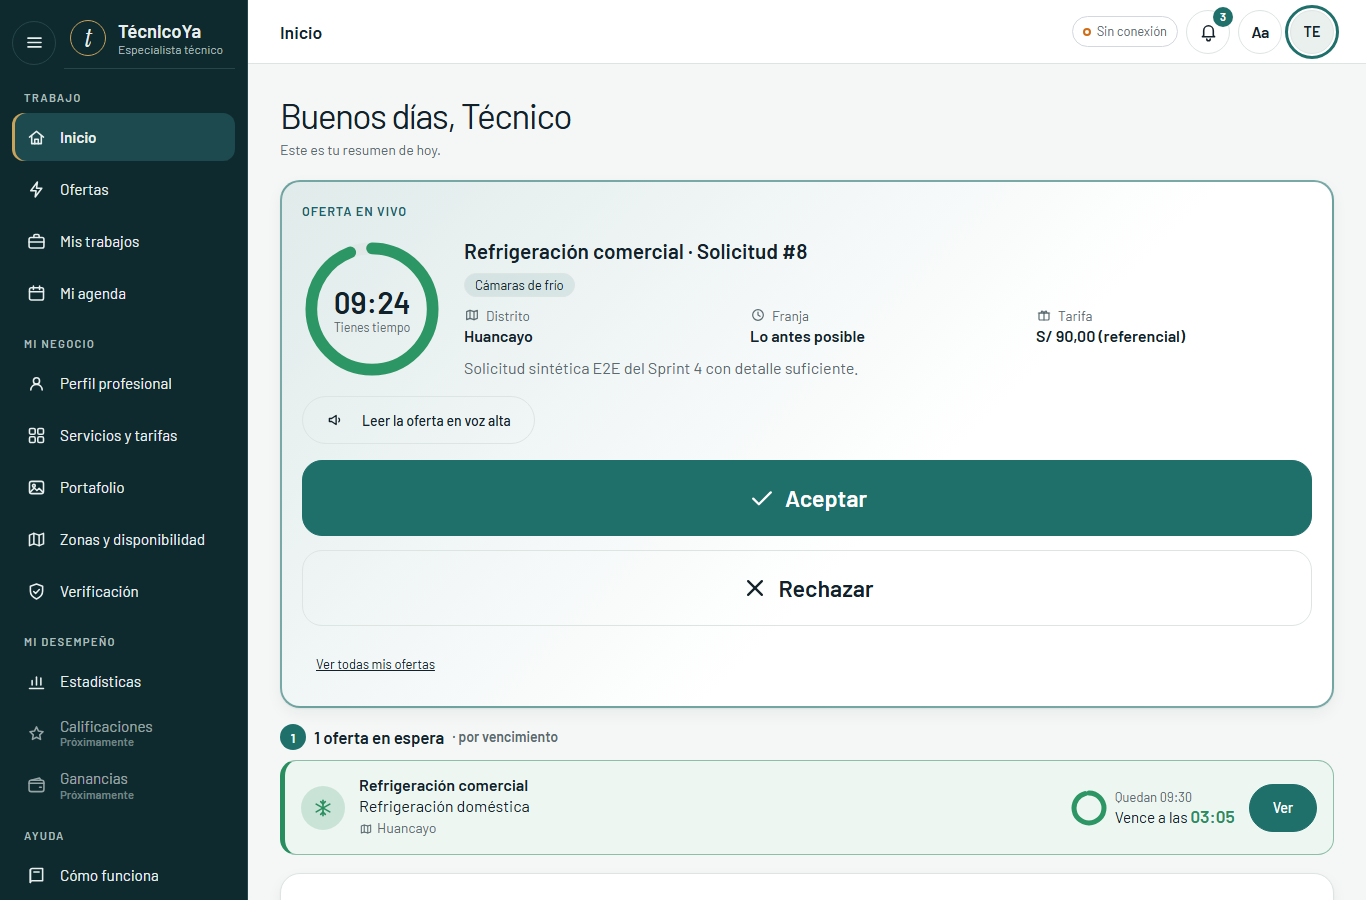 t
TécnicoYa
Especialista técnico
TRABAJO
Inicio
Ofertas
Mis trabajos
Mi agenda
MI NEGOCIO
Perfil profesional
Servicios y tarifas
Portafolio
Zonas y disponibilidad
Verificación
MI DESEMPEÑO
Estadísticas
Calificaciones
Próximamente
Ganancias
Próximamente
AYUDA
Cómo funciona
Inicio
Sin conexión
3
Aa
TE
Buenos días, Técnico
Este es tu resumen de hoy.
OFERTA EN VIVO
09:24
Tienes tiempo
Refrigeración comercial · Solicitud #8
Cámaras de frío
Distrito
Huancayo
Franja
Lo antes posible
Tarifa
S/ 90,00 (referencial)
Solicitud sintética E2E del Sprint 4 con detalle suficiente.
Leer la oferta en voz alta
Aceptar
Rechazar
Ver todas mis ofertas
1 1 oferta en espera · por vencimiento
Refrigeración comercial
Refrigeración doméstica
Huancayo
Quedan 09:30
Vence a las 03:05
Ver